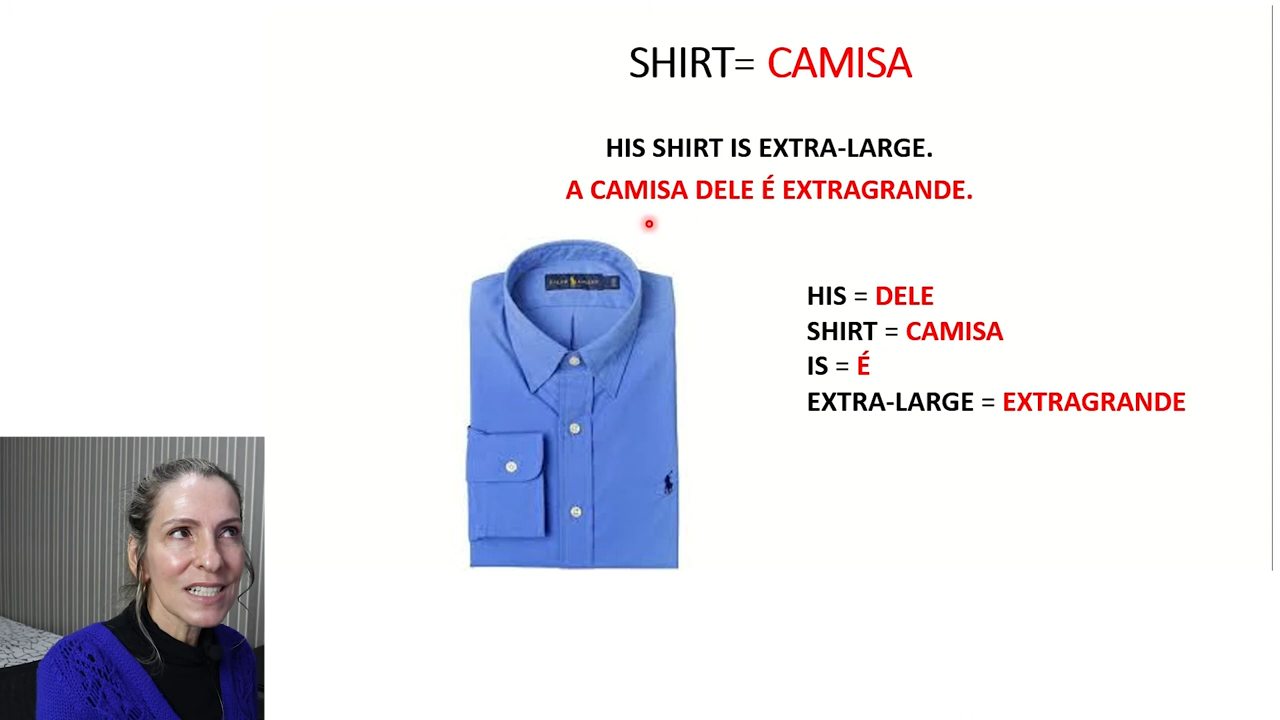 SHIRT= CAMISA
HIS SHIRT IS EXTRA-LARGE.
A CAMISA DELE É EXTRAGRANDE.
HIS = DELE
SHIRT = CAMISA
IS = É
EXTRA-LARGE = EXTRAGRANDE